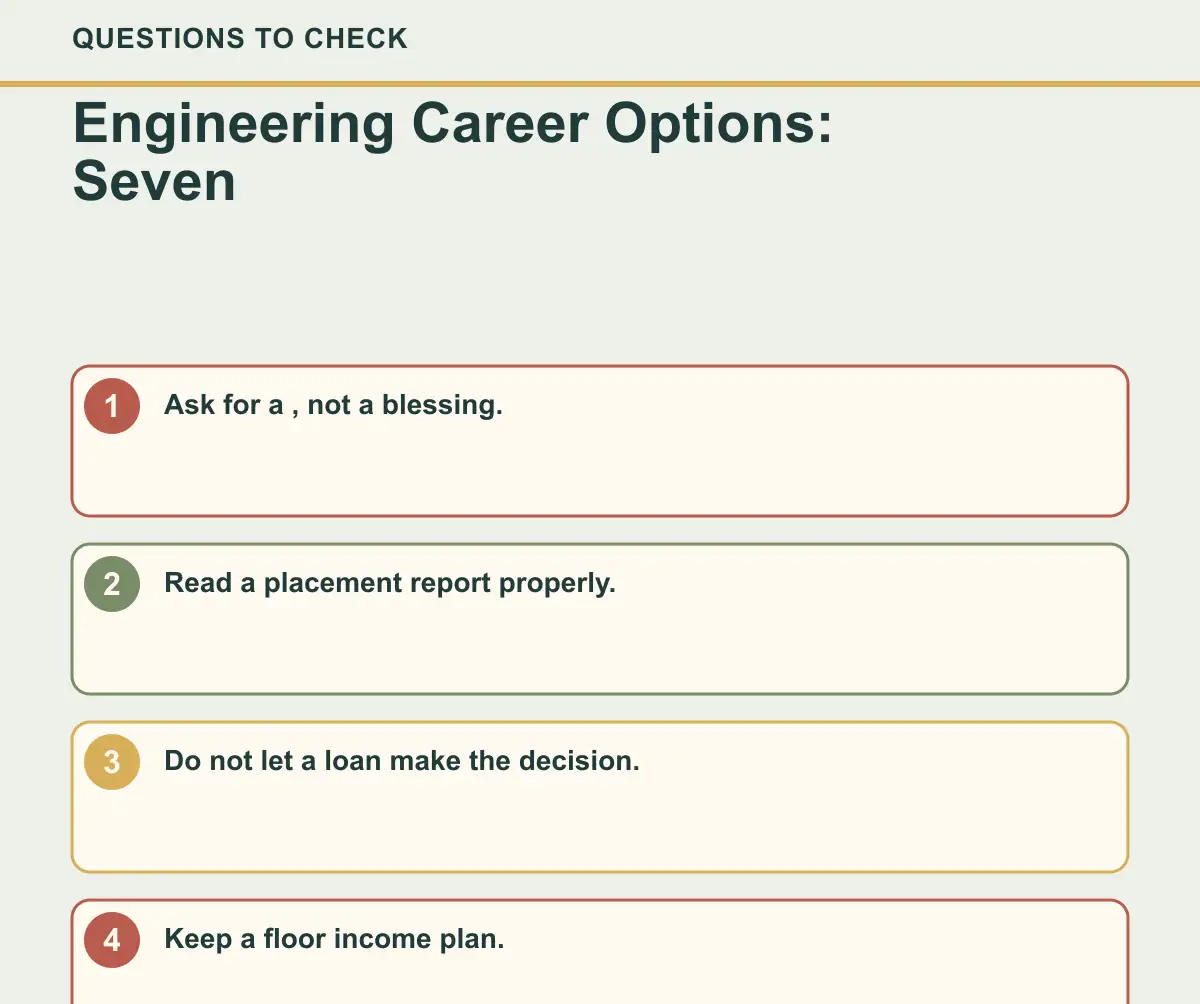 QUESTIONS TO CHECK
Engineering Career Options:
Seven
1 Ask for a , not a blessing.
2 Read a placement report properly.
3 Do not let a loan make the decision.
4 Keep a floor income plan.